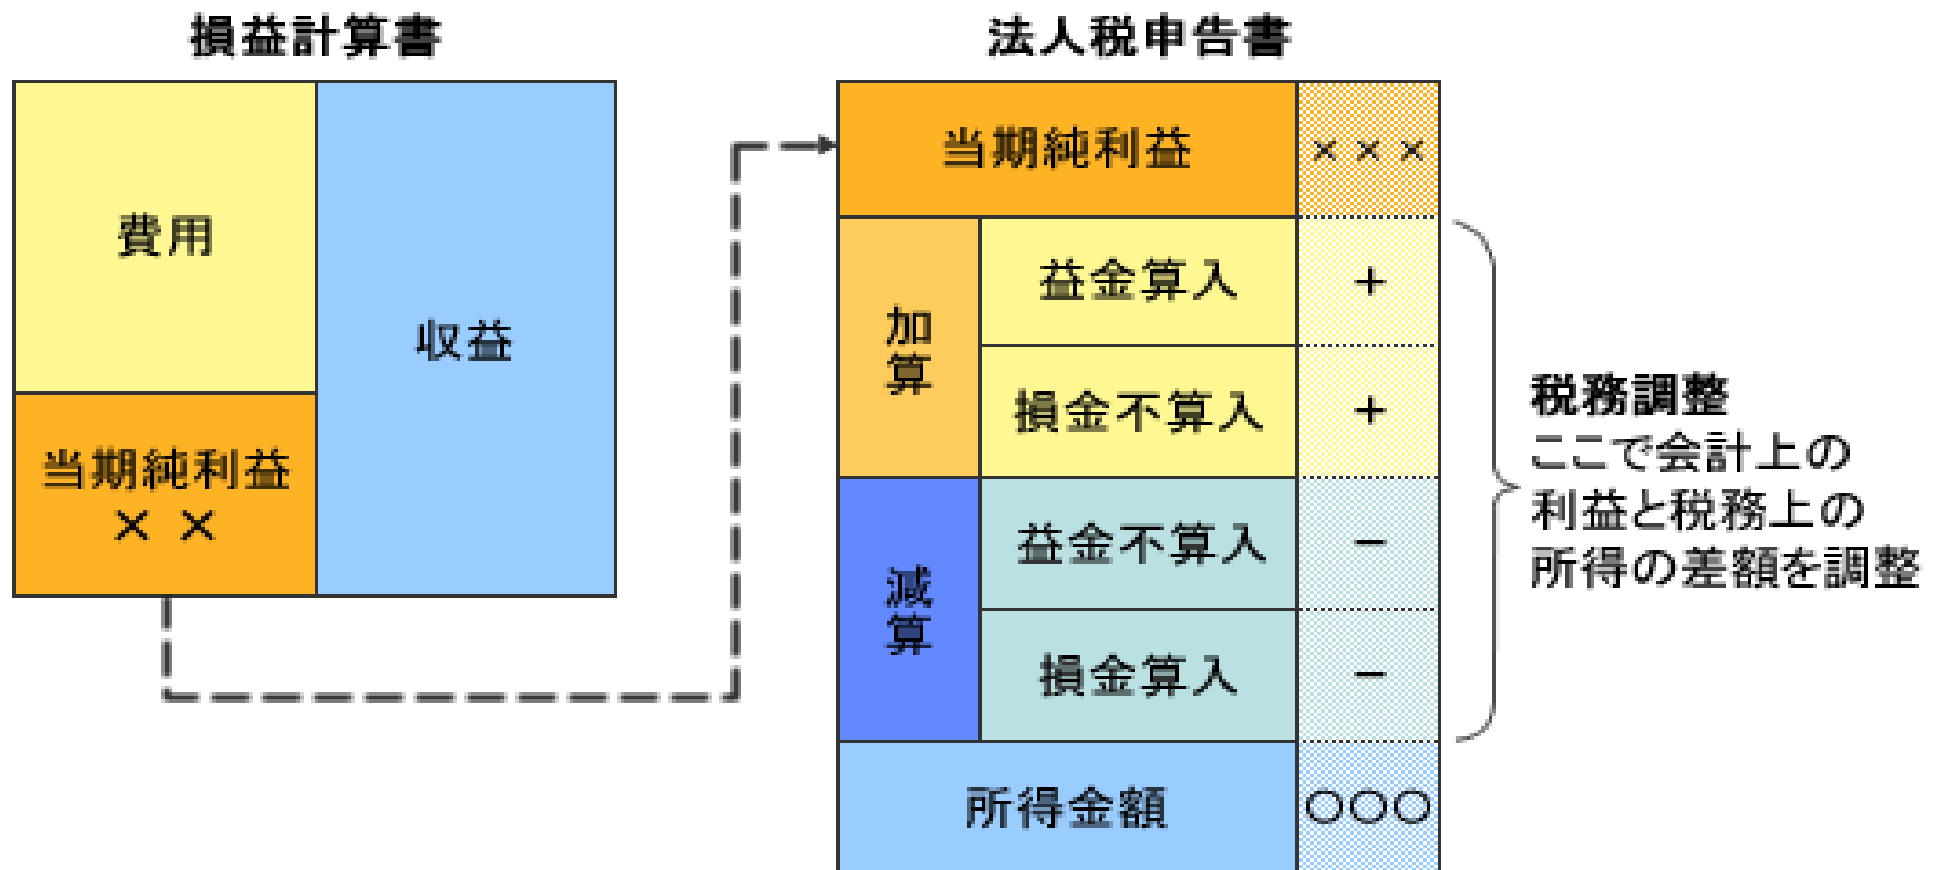 損益計算書
費用
収益
当期純利益
××
法人税申告書
当期純利益
×××
加算
益金算入
+
損金不算入
+
減算
益金不算入
−
損金算入
−
所得金額
○○○
税務調整
ここで会計上の
利益と税務上の
所得の差額を調整